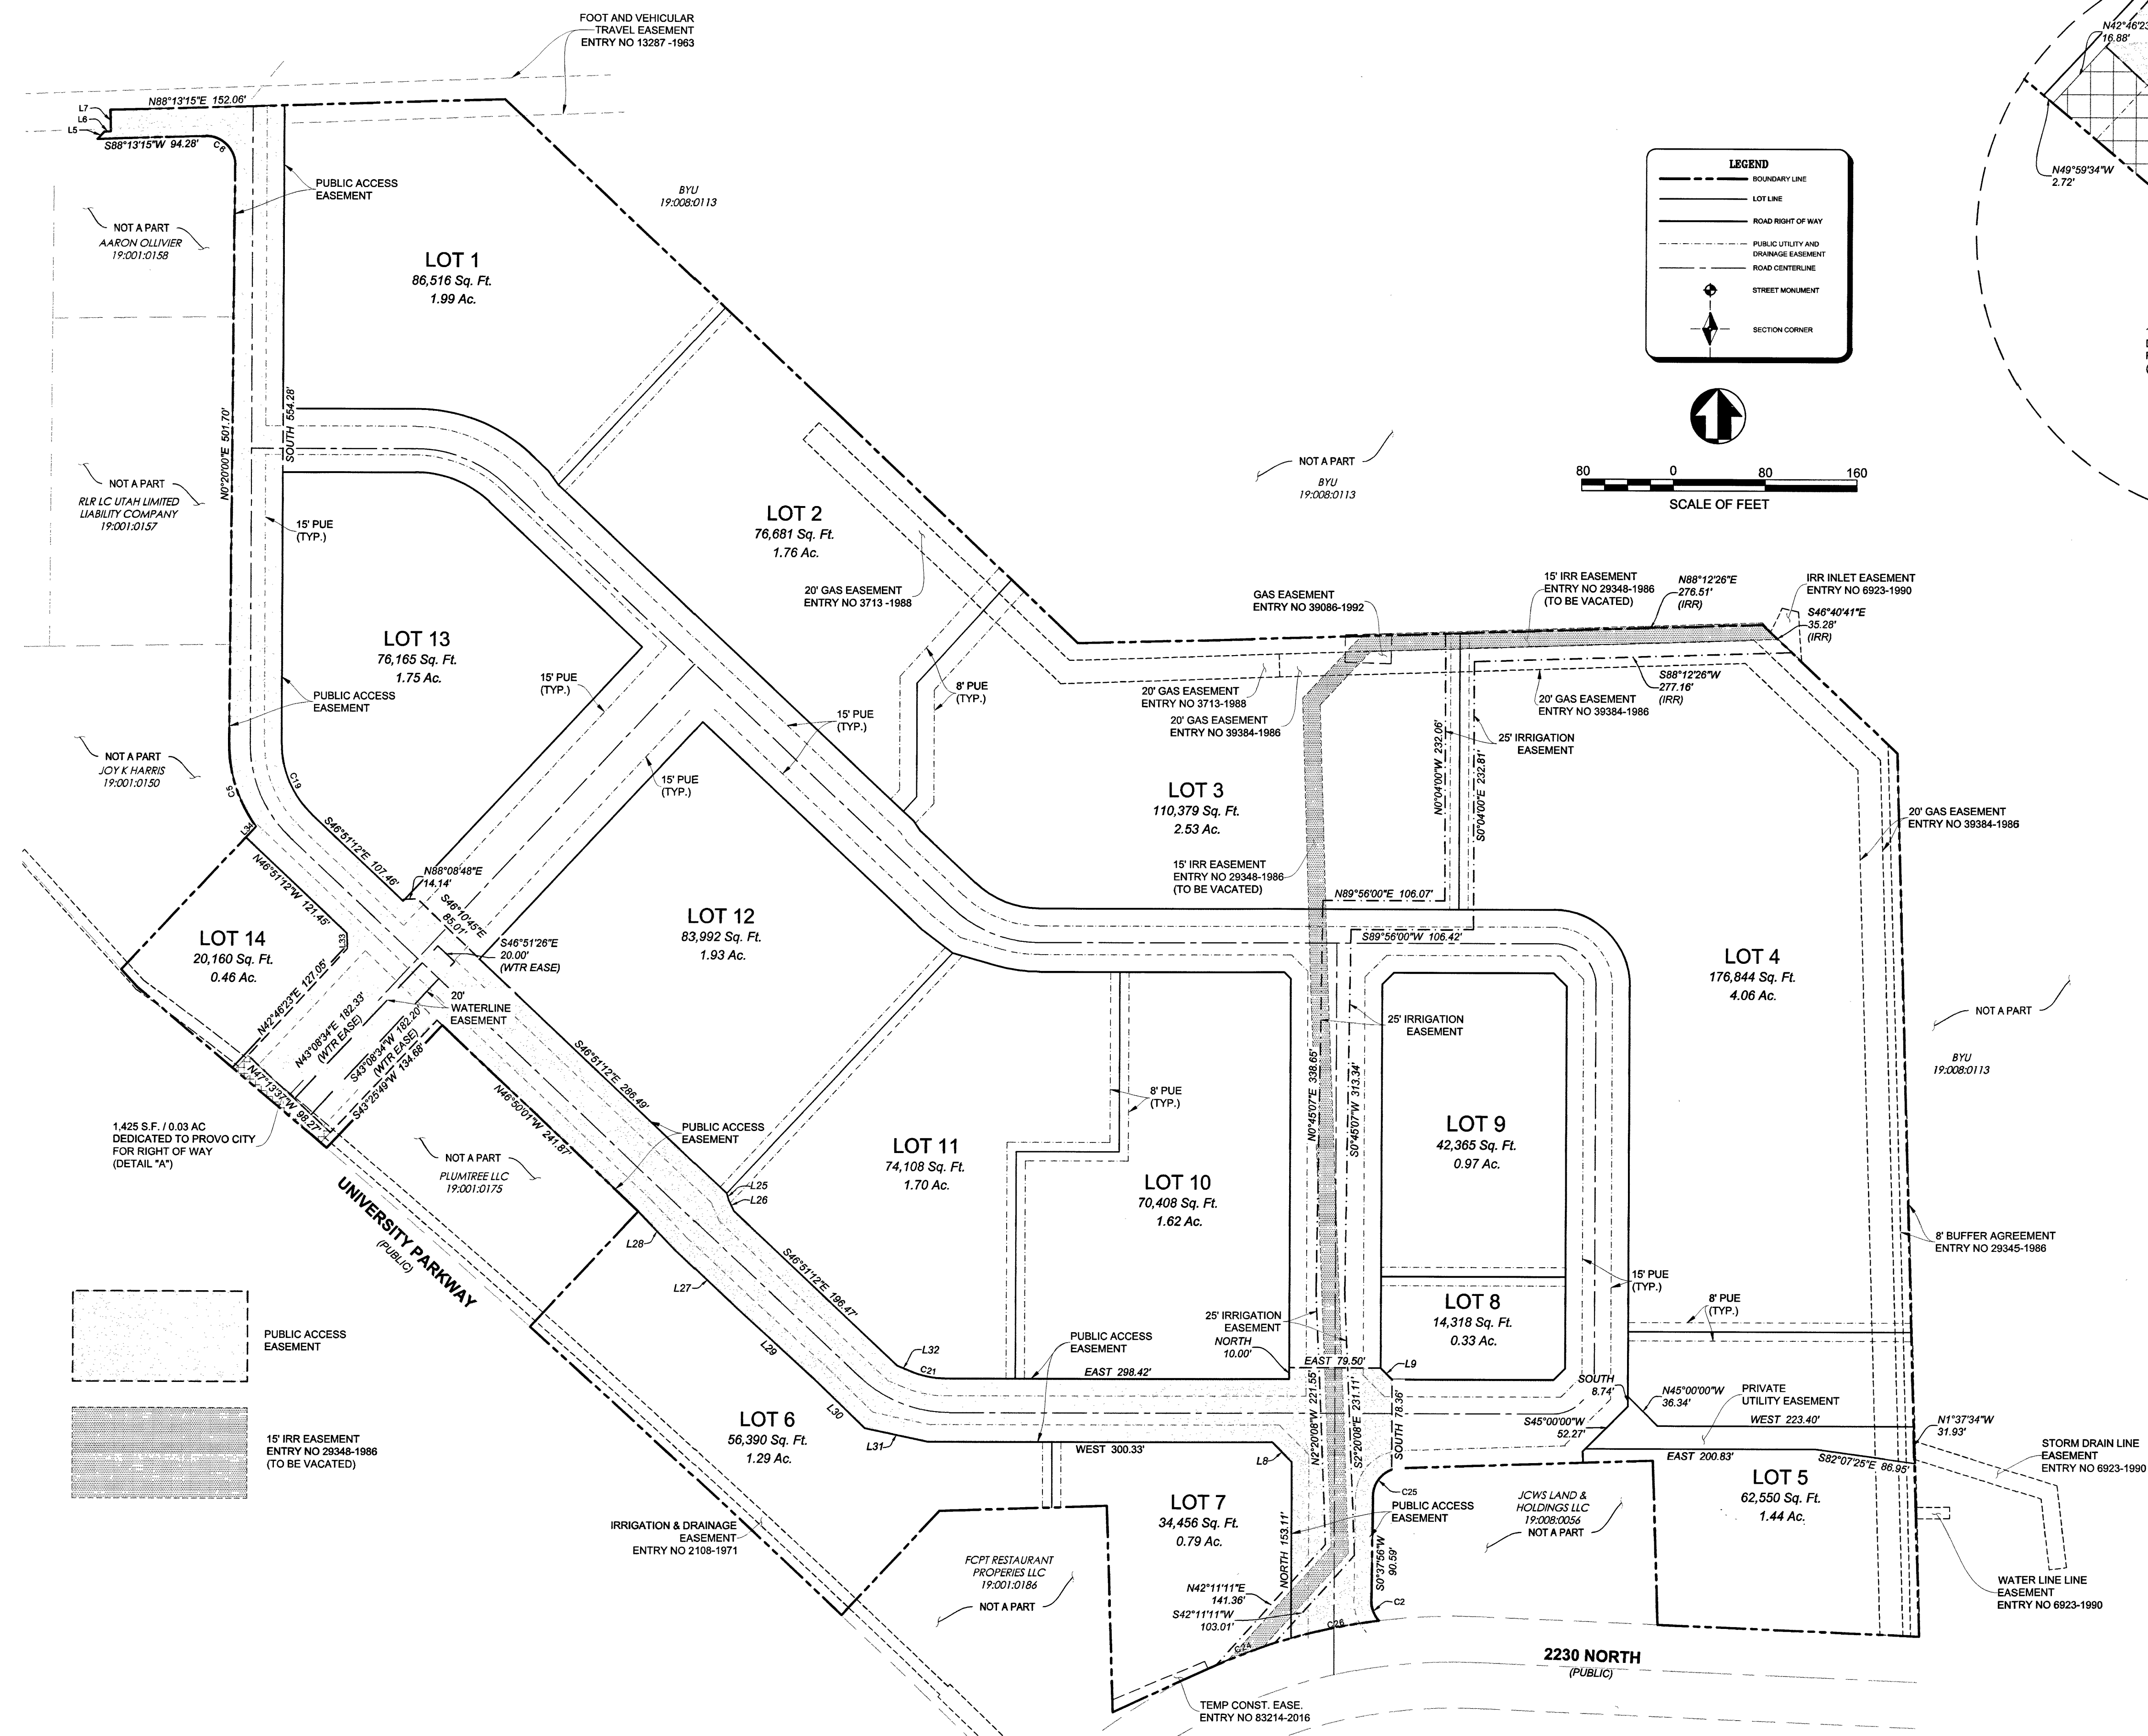 FOOT AND VEHICULAR
TRAVEL EASEMENT
ENTRY NO 13287 -1963
N88°13'15"E 152.06'
L7
L6
L5
S88°13'15"W 94.28'
C6
PUBLIC ACCESS
EASEMENT
BYU
19:008:0113
NOT A PART
AARON OLLIVIER
19:001:0158
LOT 1
86,516 Sq. Ft.
1.99 Ac.
LEGEND
BOUNDARY LINE
LOT LINE
ROAD RIGHT OF WAY
PUBLIC UTILITY AND
DRAINAGE EASEMENT
ROAD CENTERLINE
STREET MONUMENT
SECTION CORNER
N42°46'23
16.88'
N49°59'34"W
2.72'
80 0 80 160
SCALE OF FEET
N0°20'00"E 501.70'
SOUTH 554.28'
NOT A PART
RLR LC UTAH LIMITED
LIABILITY COMPANY
19:001:0157
15' PUE
(TYP.)
LOT 2
76,681 Sq. Ft.
1.76 Ac.
20' GAS EASEMENT
ENTRY NO 3713 -1988
NOT A PART
BYU
19:008:0113
GAS EASEMENT
ENTRY NO 39086-1992
15' IRR EASEMENT
ENTRY NO 29348-1986
(TO BE VACATED)
N88°12'26"E
276.51'
(IRR)
IRR INLET EASEMENT
ENTRY NO 6923-1990
S46°40'41"E
35.28'
(IRR)
LOT 13
76,165 Sq. Ft.
1.75 Ac.
PUBLIC ACCESS
EASEMENT
15' PUE
(TYP.)
15' PUE
(TYP.)
8' PUE
(TYP.)
20' GAS EASEMENT
ENTRY NO 3713-1988
20' GAS EASEMENT
ENTRY NO 39384-1986
20' GAS EASEMENT
ENTRY NO 39384-1986
S88°12'26"W
277.16'
(IRR)
25' IRRIGATION
EASEMENT
N0°04'00"W 232.06'
S0°04'00"E 232.81'
NOT A PART
JOY K HARRIS
19:001:0150
C5
C19
L34
15' PUE
(TYP.)
LOT 3
110,379 Sq. Ft.
2.53 Ac.
15' IRR EASEMENT
ENTRY NO 29348-1986
(TO BE VACATED)
20' GAS EASEMENT
ENTRY NO 39384-1986
S46°51'12"E 107.46'
N46°51'12"W 121.45'
N88°08'48"E
14.14'
S46°10'45"E
85.01'
N89°56'00"E 106.07'
S89°56'00"W 106.42'
LOT 14
20,160 Sq. Ft.
0.46 Ac.
L33
N42°46'23"E 127.05'
S46°51'26"E
20.00'
(WTR EASE)
LOT 12
83,992 Sq. Ft.
1.93 Ac.
LOT 4
176,844 Sq. Ft.
4.06 Ac.
NOT A PART
BYU
19:008:0113
20'
WATERLINE
EASEMENT
N43°08'34"E 182.33'
(WTR EASE)
S43°08'34"W 182.20'
(WTR EASE)
S43°25'49"W 134.68'
N47°13'37"W 98.27'
25' IRRIGATION
EASEMENT
S46°51'12"E 286.49'
N46°50'01"W 241.87'
N0°45'07"E 338.65'
S0°45'07"W 313.34'
8' PUE
(TYP.)
1,425 S.F. / 0.03 AC
DEDICATED TO PROVO CITY
FOR RIGHT OF WAY
(DETAIL "A")
PUBLIC ACCESS
EASEMENT
NOT A PART
PLUMTREE LLC
19:001:0175
UNIVERSITY PARKWAY
(PUBLIC)
LOT 11
74,108 Sq. Ft.
1.70 Ac.
LOT 10
70,408 Sq. Ft.
1.62 Ac.
LOT 9
42,365 Sq. Ft.
0.97 Ac.
L25
L26
8' BUFFER AGREEMENT
ENTRY NO 29345-1986
L28
L27
S46°51'12"E 196.47'
15' PUE
(TYP.)
8' PUE
(TYP.)
LOT 8
14,318 Sq. Ft.
0.33 Ac.
25' IRRIGATION
EASEMENT
NORTH
10.00'
PUBLIC ACCESS
EASEMENT
PUBLIC ACCESS
EASEMENT
L29
L32
C21
EAST 298.42'
EAST 79.50'
L9
SOUTH
8.74'
N45°00'00"W
36.34'
PRIVATE
UTILITY EASEMENT
L30
L31
LOT 6
56,390 Sq. Ft.
1.29 Ac.
WEST 300.33'
L8
N2°20'08"W 221.55'
S2°20'08"E 231.11'
SOUTH 78.36'
S45°00'00"W
52.27'
WEST 223.40'
EAST 200.83'
S82°07'25"E 86.95'
N1°37'34"W
31.93'
STORM DRAIN LINE
EASEMENT
ENTRY NO 6923-1990
15' IRR EASEMENT
ENTRY NO 29348-1986
(TO BE VACATED)
LOT 5
62,550 Sq. Ft.
1.44 Ac.
LOT 7
34,456 Sq. Ft.
0.79 Ac.
C25
PUBLIC ACCESS
EASEMENT
JCWS LAND &
HOLDINGS LLC
19:008:0056
NOT A PART
IRRIGATION & DRAINAGE
EASEMENT
ENTRY NO 2108-1971
FCPT RESTAURANT
PROPERIES LLC
19:001:0186
NOT A PART
NORTH 153.11'
S0°37'56"W
90.59'
N42°11'11"E
141.36'
S42°11'11"W
103.01'
C2
C26
C24
WATER LINE LINE
EASEMENT
ENTRY NO 6923-1990
2230 NORTH
(PUBLIC)
TEMP CONST. EASE.
ENTRY NO 83214-2016